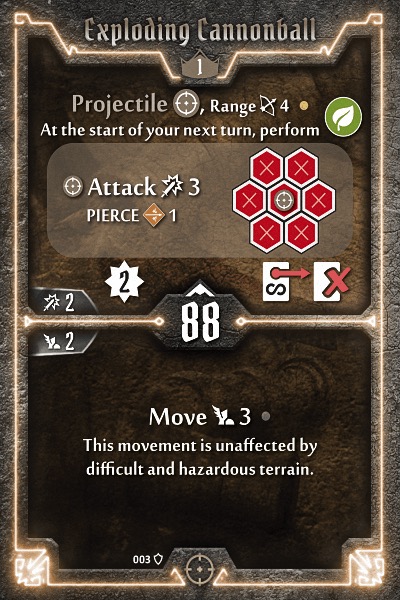 Exploding Cannonball
1
Projectile , Range 4
At the start of your next turn, perform
Attack 3
PIERCE 1
2
S
2
88
2
Move 3
This movement is unaffected by
difficult and hazardous terrain.
003